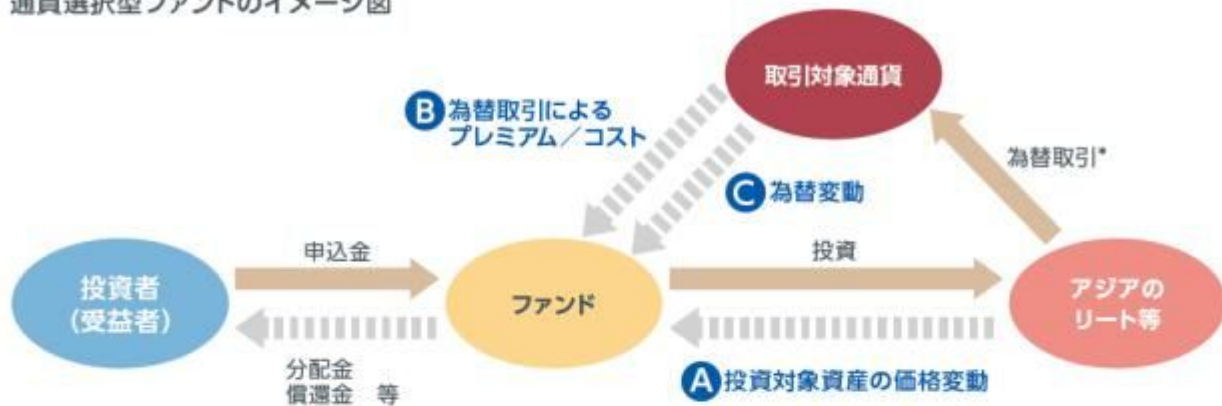 通貨選択型ファンドのイメージ図
取引対象通貨
B 為替取引による
プレミアム／コスト
為替取引*
C 為替変動
申込金
投資
投資者
(受益者)
ファンド
アジアの
リート等
分配金
償還金 等
A 投資対象資産の価格変動